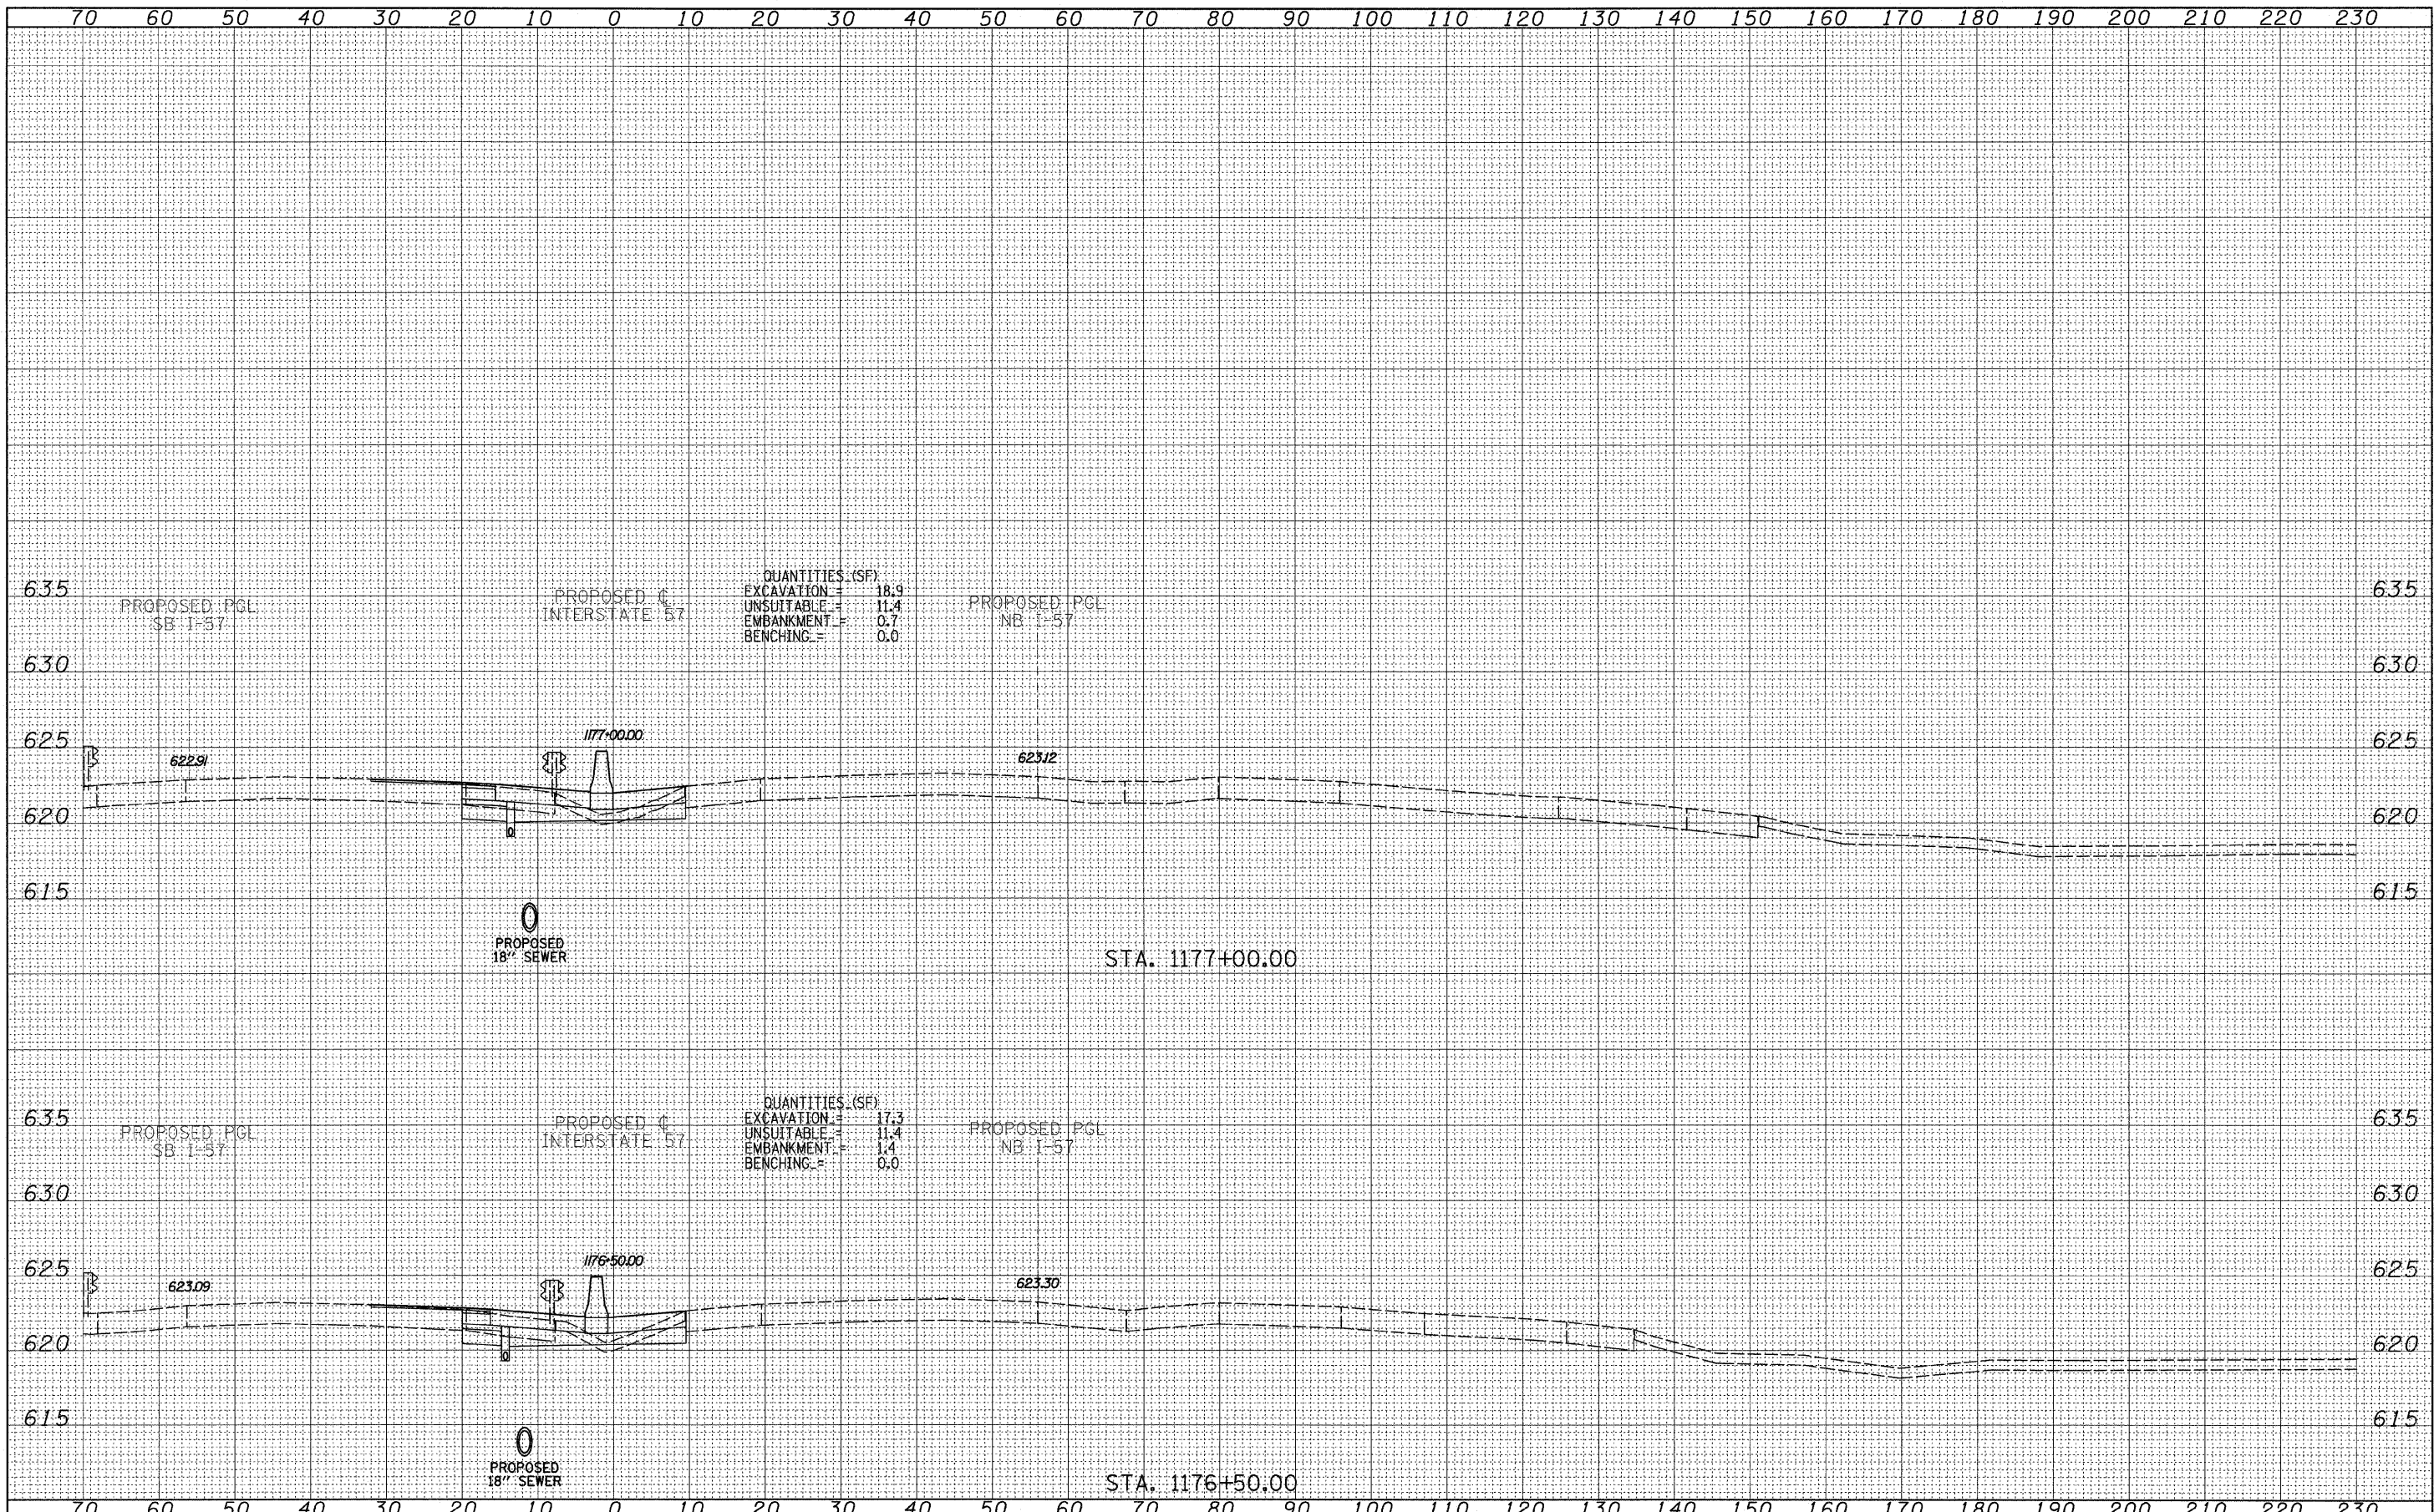 70 60 50 40 30 20 10 0 10 20 30 40 50 60 70 80 90 100 110 120 130 140 150 160 170 180 190 200 210 220 230
635 635
PROPOSED PGL
SB I-57
PROPOSED ℄
INTERSTATE 57
QUANTITIES (SF)
EXCAVATION = 18.9
UNSUITABLE = 11.4
EMBANKMENT = 0.7
BENCHING = 0.0
PROPOSED PGL
NB I-57
630 630
625 625
1177+00.00
622.91
623.12
620 620
615 615
PROPOSED
18" SEWER
STA. 1177+00.00
635 635
PROPOSED PGL
SB I-57
PROPOSED ℄
INTERSTATE 57
QUANTITIES (SF)
EXCAVATION = 17.3
UNSUITABLE = 11.4
EMBANKMENT = 1.4
BENCHING = 0.0
PROPOSED PGL
NB I-57
630 630
625 625
1176+50.00
623.09
623.30
620 620
615 615
PROPOSED
18" SEWER
STA. 1176+50.00
70 60 50 40 30 20 10 0 10 20 30 40 50 60 70 80 90 100 110 120 130 140 150 160 170 180 190 200 210 220 230